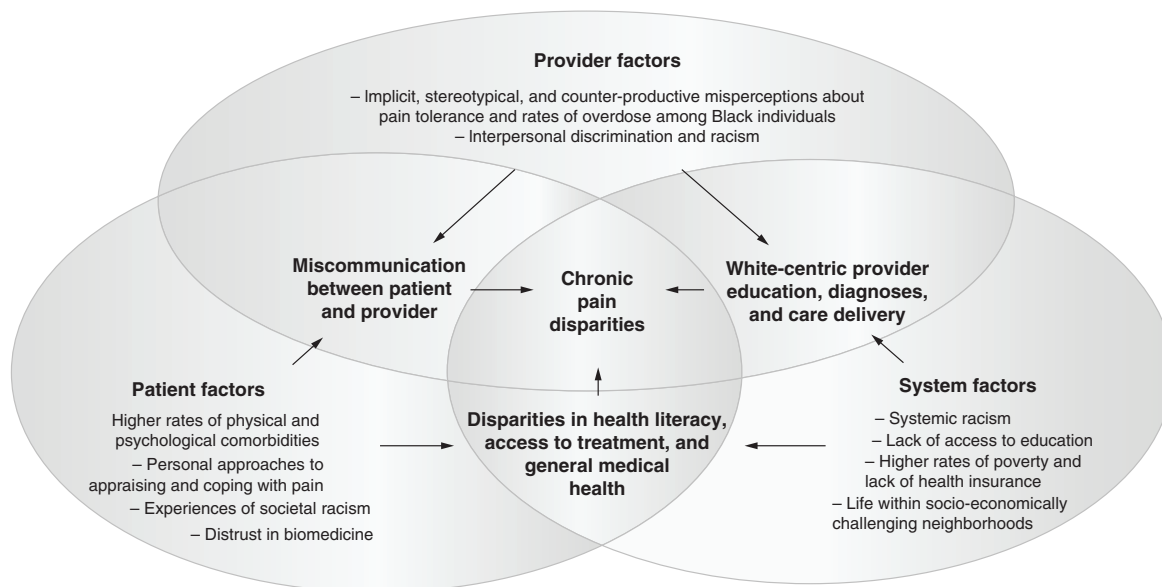 Provider factors
– Implicit, stereotypical, and counter-productive misperceptions about
pain tolerance and rates of overdose among Black individuals
– Interpersonal discrimination and racism
Miscommunication
between patient
and provider
Chronic
pain
disparities
White-centric provider
education, diagnoses,
and care delivery
Patient factors
Higher rates of physical and
psychological comorbidities
– Personal approaches to
appraising and coping with pain
– Experiences of societal racism
– Distrust in biomedicine
Disparities in health literacy,
access to treatment, and
general medical
health
System factors
– Systemic racism
– Lack of access to education
– Higher rates of poverty and
lack of health insurance
– Life within socio-economically
challenging neighborhoods